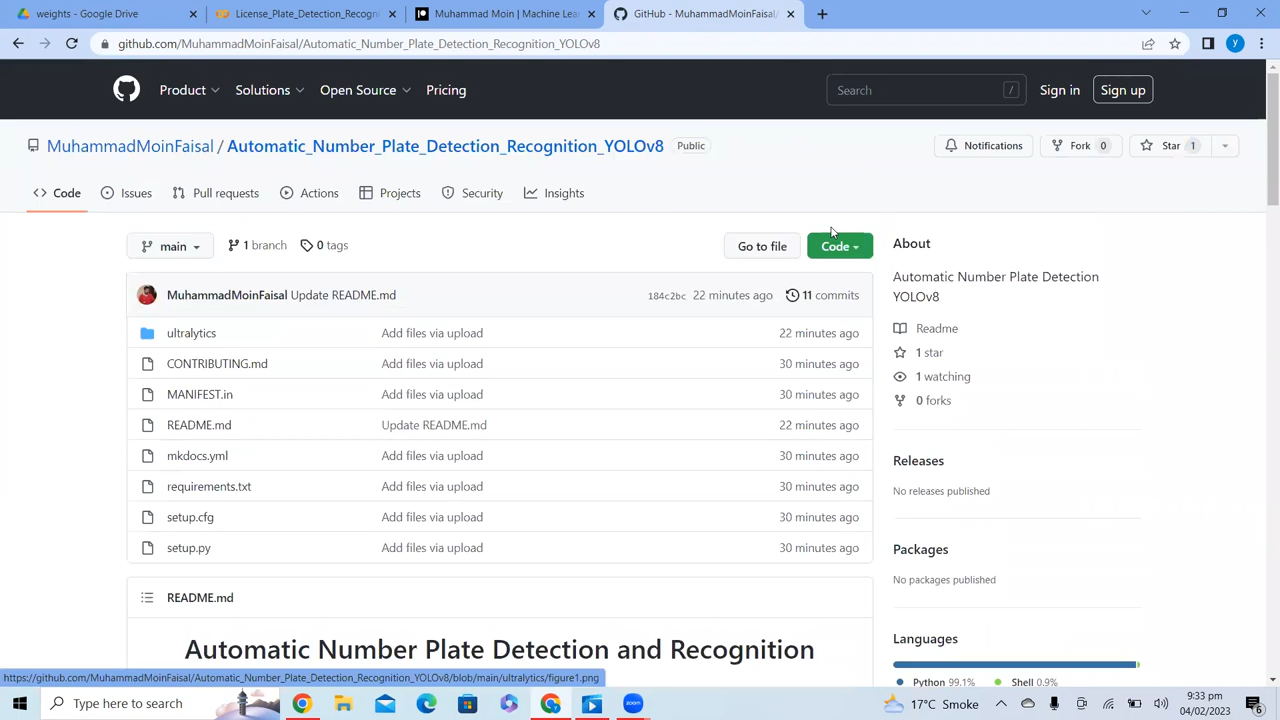 weights - Google Drive
License_Plate_Detection_Recogni
Muhammad Moin | Machine Lea
GitHub - MuhammadMoinFaisal/
github.com/MuhammadMoinFaisal/Automatic_Number_Plate_Detection_Recognition_YOLOv8
y
Product
Solutions
Open Source
Pricing
Search
/
Sign in
Sign up
MuhammadMoinFaisal / Automatic_Number_Plate_Detection_Recognition_YOLOv8
Public
Notifications
Fork 0
Star 1
Code
Issues
Pull requests
Actions
Projects
Security
Insights
main
1 branch
0 tags
Go to file
Code
MuhammadMoinFaisal Update README.md
184c2bc 22 minutes ago
11 commits
ultralytics Add files via upload 22 minutes ago
CONTRIBUTING.md Add files via upload 30 minutes ago
MANIFEST.in Add files via upload 30 minutes ago
README.md Update README.md 22 minutes ago
mkdocs.yml Add files via upload 30 minutes ago
requirements.txt Add files via upload 30 minutes ago
setup.cfg Add files via upload 30 minutes ago
setup.py Add files via upload 30 minutes ago
README.md
Automatic Number Plate Detection and Recognition
About
Automatic Number Plate Detection
YOLOv8
Readme
1 star
1 watching
0 forks
Releases
No releases published
Packages
No packages published
Languages
Python 99.1%
Shell 0.9%
https://github.com/MuhammadMoinFaisal/Automatic_Number_Plate_Detection_Recognition_YOLOv8/blob/main/ultralytics/figure1.png
Type here to search
zoom
17°C Smoke
9:33 pm
04/02/2023
6